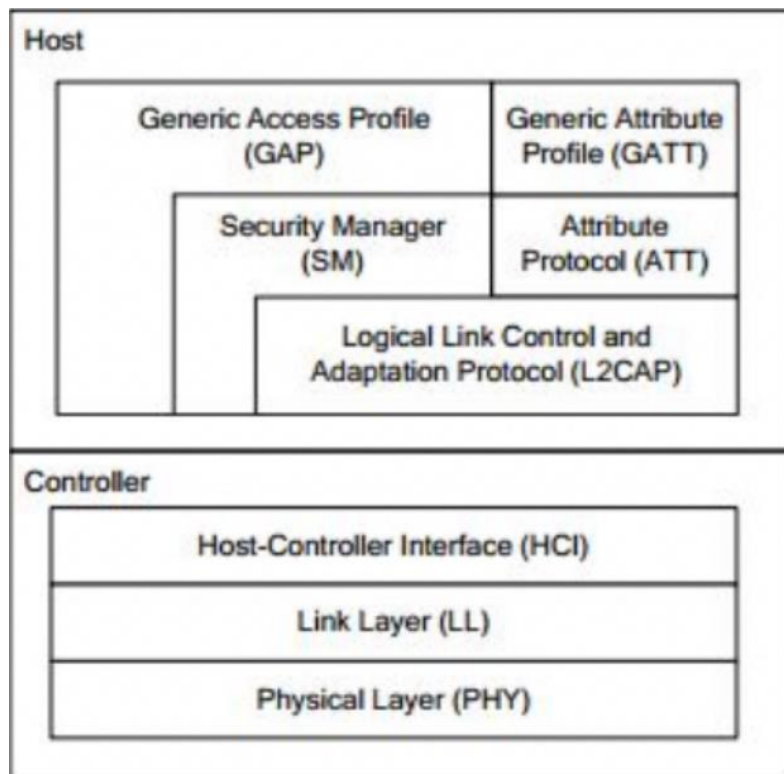 Host
Generic Access Profile
(GAP)
Generic Attribute
Profile (GATT)
Security Manager
(SM)
Attribute
Protocol (ATT)
Logical Link Control and
Adaptation Protocol (L2CAP)
Controller
Host-Controller Interface (HCI)
Link Layer (LL)
Physical Layer (PHY)